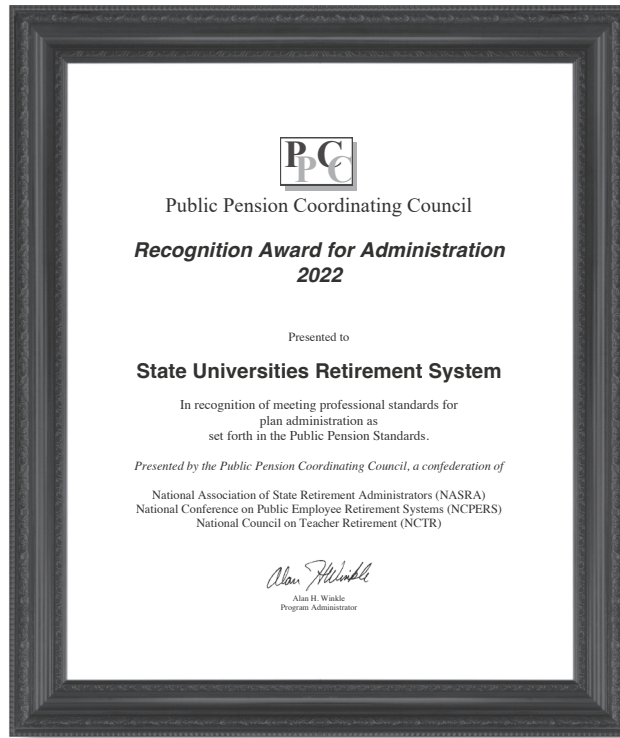 P P C C
Public Pension Coordinating Council
Recognition Award for Administration
2022
Presented to
State Universities Retirement System
In recognition of meeting professional standards for
plan administration as
set forth in the Public Pension Standards.
Presented by the Public Pension Coordinating Council, a confederation of
National Association of State Retirement Administrators (NASRA)
National Conference on Public Employee Retirement Systems (NCPERS)
National Council on Teacher Retirement (NCTR)
Alan H Winkle
Alan H. Winkle
Program Administrator